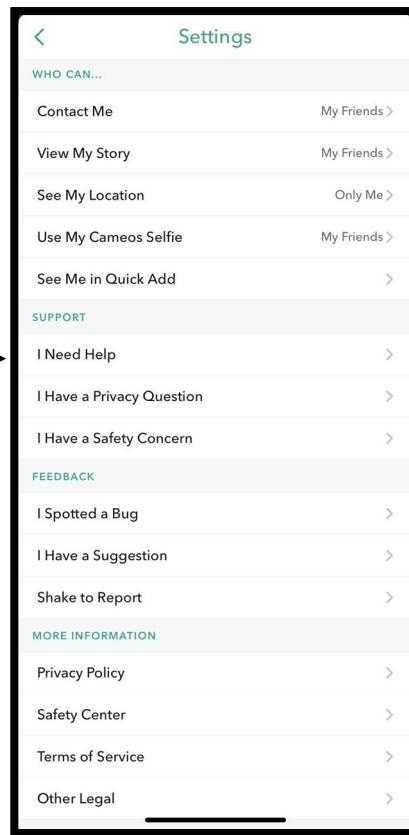 Settings
WHO CAN...
Contact Me My Friends
View My Story My Friends
See My Location Only Me
Use My Cameos Selfie My Friends
See Me in Quick Add
SUPPORT
I Need Help
I Have a Privacy Question
I Have a Safety Concern
FEEDBACK
I Spotted a Bug
I Have a Suggestion
Shake to Report
MORE INFORMATION
Privacy Policy
Safety Center
Terms of Service
Other Legal